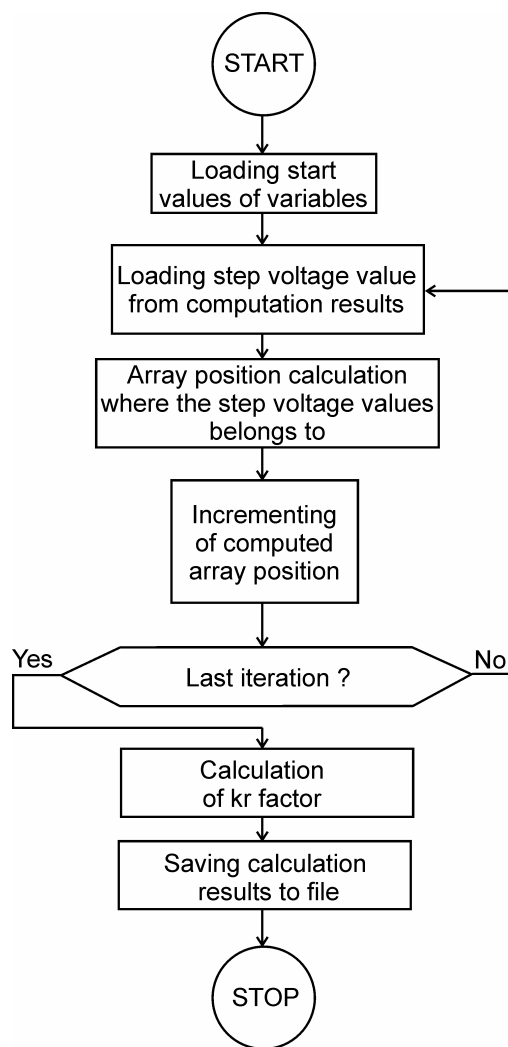 START
Loading start
values of variables
Loading step voltage value
from computation results
Array position calculation
where the step voltage values
belongs to
Incrementing
of computed
array position
Yes
No
Last iteration ?
Calculation
of kr factor
Saving calculation
results to file
STOP